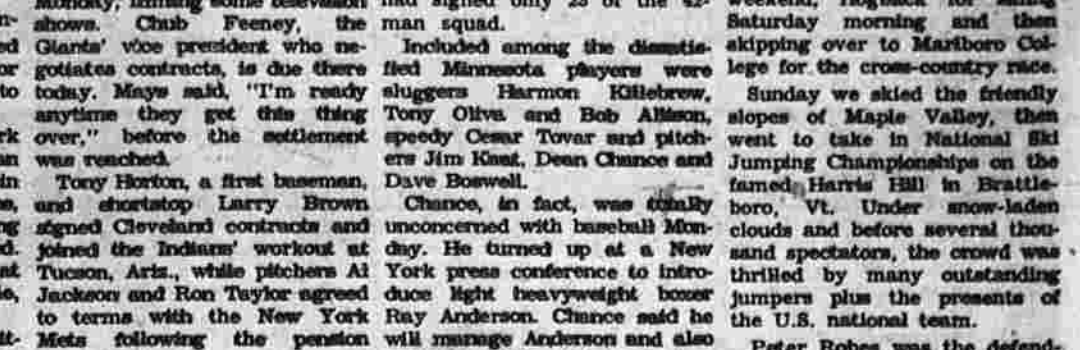 Monday, filming some television
shows. Chub Feeney, the
Giants' vice president who ne-
gotiates contracts, is due there
today. Mays said, "I'm ready
anytime they get this thing
over," before the settlement
was reached.
Tony Horton, a first baseman,
and shortstop Larry Brown
signed Cleveland contracts and
joined the Indians' workout at
Tucson, Ariz., while pitchers Al
Jackson and Ron Taylor agreed
to terms with the New York
Mets following the pension
had signed only 25 of the
man squad.
Included among the dissatis-
fied Minnesota players were
sluggers Harmon Killebrew,
Tony Oliva and Bob Allison,
speedy Cesar Tovar and pitch-
ers Jim Kaat, Dean Chance and
Dave Boswell.
Chance, in fact, was totally
unconcerned with baseball Mon-
day. He turned up at a New
York press conference to intro-
duce light heavyweight boxer
Ray Anderson. Chance said he
will manage Anderson and also
weekend, Hogback for
Saturday morning and then
skipping over to Marlboro Col-
lege for the cross-country race.
Sunday we skied the friendly
slopes of Maple Valley, then
went to take in National Ski
Jumping Championships on the
famed Harris Hill in Brattle-
boro, Vt. Under snow-laden
clouds and before several thou-
sand spectators, the crowd was
thrilled by many outstanding
jumpers plus the presents of
the U.S. national team.
Peter Robes was the defend-